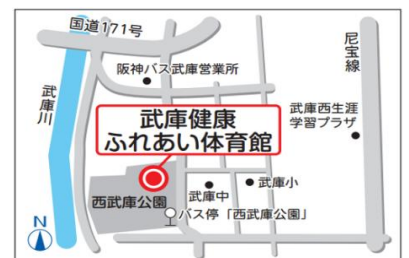 国道171号
尼宝線
阪神バス武庫営業所
武庫川
武庫西生涯
学習プラザ
武庫健康
ふれあい体育館
武庫小
武庫中
西武庫公園
バス停「西武庫公園」
N